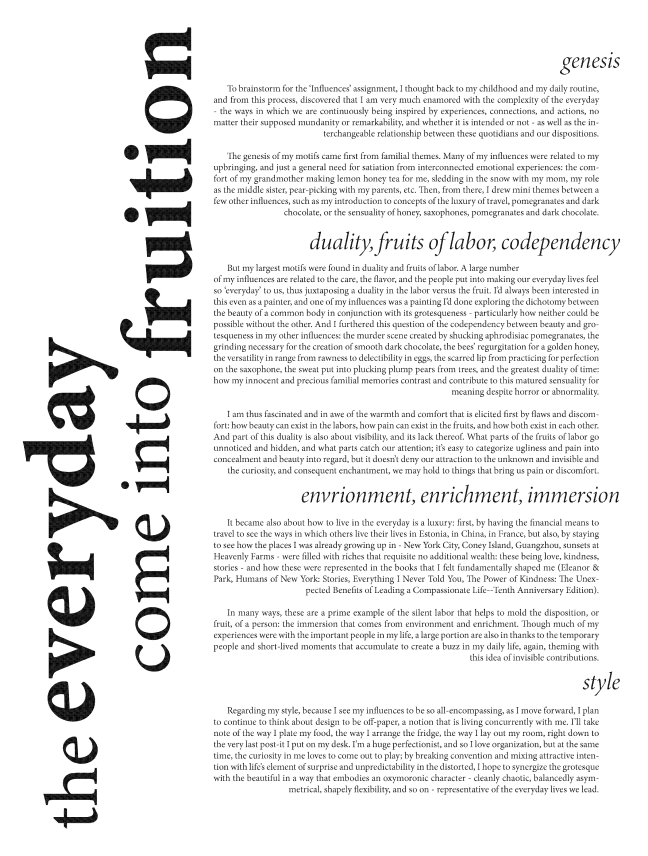 the everyday
come into fruition
genesis
To brainstorm for the 'Influences' assignment, I thought back to my childhood and my daily routine,
and from this process, discovered that I am very much enamored with the complexity of the everyday
- the ways in which we are continuously being inspired by experiences, connections, and actions, no
matter their supposed mundanity or remarkability, and whether it is intended or not - as well as the in-
terchangeable relationship between these quotidians and our dispositions.
The genesis of my motifs came first from familial themes. Many of my influences were related to my
upbringing, and just a general need for satiation from interconnected emotional experiences: the com-
fort of my grandmother making lemon honey tea for me, sledding in the snow with my mom, my role
as the middle sister, pear-picking with my parents, etc. Then, from there, I drew mini themes between a
few other influences, such as my introduction to concepts of the luxury of travel, pomegranates and dark
chocolate, or the sensuality of honey, saxophones, pomegranates and dark chocolate.
duality, fruits of labor, codependency
But my largest motifs were found in duality and fruits of labor. A large number
of my influences are related to the care, the flavor, and the people put into making our everyday lives feel
so 'everyday' to us, thus juxtaposing a duality in the labor versus the fruit. I'd always been interested in
this even as a painter, and one of my influences was a painting I'd done exploring the dichotomy between
the beauty of a common body in conjunction with its grotesqueness - particularly how neither could be
possible without the other. And I furthered this question of the codependency between beauty and gro-
tesqueness in my other influences: the murder scene created by shucking aphrodisiac pomegranates, the
grinding necessary for the creation of smooth dark chocolate, the bees' regurgitation for a golden honey,
the versatility in range from rawness to delectibility in eggs, the scarred lip from practicing for perfection
on the saxophone, the sweat put into plucking plump pears from trees, and the greatest duality of time:
how my innocent and precious familial memories contrast and contribute to this matured sensuality for
meaning despite horror or abnormality.
I am thus fascinated and in awe of the warmth and comfort that is elicited first by flaws and discom-
fort: how beauty can exist in the labors, how pain can exist in the fruits, and how both exist in each other.
And part of this duality is also about visibility, and its lack thereof. What parts of the fruits of labor go
unnoticed and hidden, and what parts catch our attention; it's easy to categorize ugliness and pain into
concealment and beauty into regard, but it doesn't deny our attraction to the unknown and invisible and
the curiosity, and consequent enchantment, we may hold to things that bring us pain or discomfort.
envrionment, enrichment, immersion
It became also about how to live in the everyday is a luxury: first, by having the financial means to
travel to see the ways in which others live their lives in Estonia, in China, in France, but also, by staying
to see how the places I was already growing up in - New York City, Coney Island, Guangzhou, sunsets at
Heavenly Farms - were filled with riches that requisite no additional wealth: these being love, kindness,
stories - and how these were represented in the books that I felt fundamentally shaped me (Eleanor &
Park, Humans of New York: Stories, Everything I Never Told You, The Power of Kindness: The Unex-
pected Benefits of Leading a Compassionate Life--Tenth Anniversary Edition).
In many ways, these are a prime example of the silent labor that helps to mold the disposition, or
fruit, of a person: the immersion that comes from environment and enrichment. Though much of my
experiences were with the important people in my life, a large portion are also in thanks to the temporary
people and short-lived moments that accumulate to create a buzz in my daily life, again, theming with
this idea of invisible contributions.
style
Regarding my style, because I see my influences to be so all-encompassing, as I move forward, I plan
to continue to think about design to be off-paper, a notion that is living concurrently with me. I'll take
note of the way I plate my food, the way I arrange the fridge, the way I lay out my room, right down to
the very last post-it I put on my desk. I'm a huge perfectionist, and so I love organization, but at the same
time, the curiosity in me loves to come out to play; by breaking convention and mixing attractive inten-
tion with life's element of surprise and unpredictability in the distorted, I hope to synergize the grotesque
with the beautiful in a way that embodies an oxymoronic character - cleanly chaotic, balancedly asym-
metrical, shapely flexibility, and so on - representative of the everyday lives we lead.